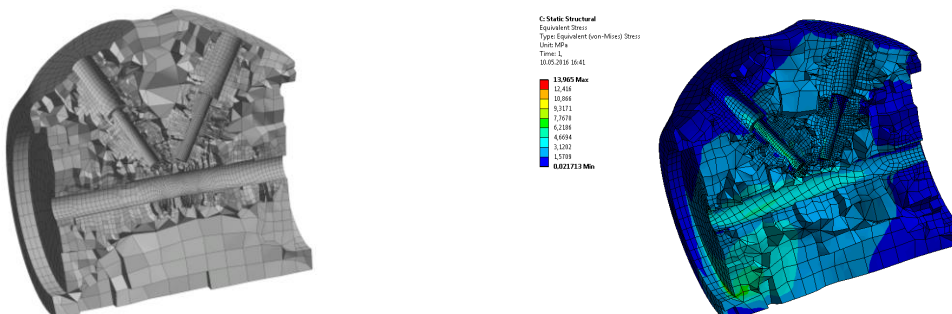 C: Static Structural
Equivalent Stress
Type: Equivalent (von-Mises) Stress
Unit: MPa
Time: 1,
10.05.2016 16:41
13,965 Max
12,416
10,866
9,3171
7,7678
6,2186
4,6694
3,1202
1,5709
0,021713 Min